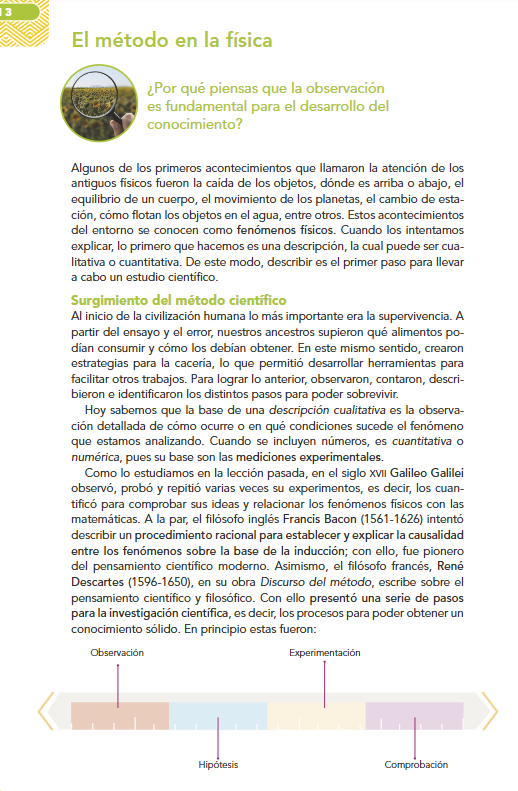 13
El método en la física
¿Por qué piensas que la observación
es fundamental para el desarrollo del
conocimiento?
Algunos de los primeros acontecimientos que llamaron la atención de los
antiguos físicos fueron la caída de los objetos, dónde es arriba o abajo, el
equilibrio de un cuerpo, el movimiento de los planetas, el cambio de esta-
ción, cómo flotan los objetos en el agua, entre otros. Estos acontecimientos
del entorno se conocen como fenómenos físicos. Cuando los intentamos
explicar, lo primero que hacemos es una descripción, la cual puede ser cua-
litativa o cuantitativa. De este modo, describir es el primer paso para llevar
a cabo un estudio científico.
Surgimiento del método científico
Al inicio de la civilización humana lo más importante era la supervivencia. A
partir del ensayo y el error, nuestros ancestros supieron qué alimentos po-
dían consumir y cómo los debían obtener. En este mismo sentido, crearon
estrategias para la cacería, lo que permitió desarrollar herramientas para
facilitar otros trabajos. Para lograr lo anterior, observaron, contaron, descri-
bieron e identificaron los distintos pasos para poder sobrevivir.
Hoy sabemos que la base de una descripción cualitativa es la observa-
ción detallada de cómo ocurre o en qué condiciones sucede el fenómeno
que estamos analizando. Cuando se incluyen números, es cuantitativa o
numérica, pues su base son las mediciones experimentales.
Como lo estudiamos en la lección pasada, en el siglo XVII Galileo Galilei
observó, probó y repitió varias veces su experimentos, es decir, los cuan-
tificó para comprobar sus ideas y relacionar los fenómenos físicos con las
matemáticas. A la par, el filósofo inglés Francis Bacon (1561-1626) intentó
describir un procedimiento racional para establecer y explicar la causalidad
entre los fenómenos sobre la base de la inducción; con ello, fue pionero
del pensamiento científico moderno. Asimismo, el filósofo francés, René
Descartes (1596-1650), en su obra Discurso del método, escribe sobre el
pensamiento científico y filosófico. Con ello presentó una serie de pasos
para la investigación científica, es decir, los procesos para poder obtener un
conocimiento sólido. En principio estas fueron:
Observación
Experimentación
Hipótesis
Comprobación